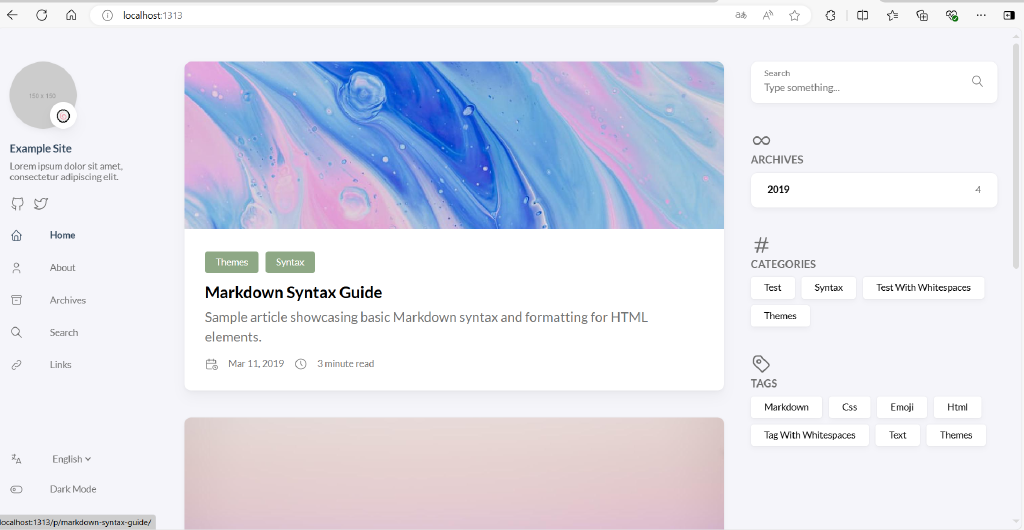 localhost:1313
150 x 150
Example Site
Lorem ipsum dolor sit amet,
consectetur adipiscing elit.
Home
About
Archives
Search
Links
English
Dark Mode
localhost:1313/p/markdown-syntax-guide/
Themes Syntax
Markdown Syntax Guide
Sample article showcasing basic Markdown syntax and formatting for HTML
elements.
Mar 11, 2019 3 minute read
Search
Type something...
ARCHIVES
2019 4
CATEGORIES
Test Syntax Test With Whitespaces
Themes
TAGS
Markdown Css Emoji Html
Tag With Whitespaces Text Themes